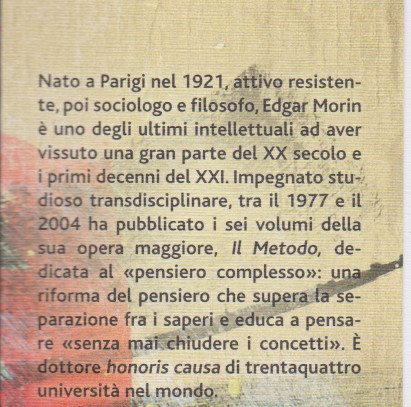 Nato a Parigi nel 1921, attivo resisten-
te, poi sociologo e filosofo, Edgar Morin
è uno degli ultimi intellettuali ad aver
vissuto una gran parte del XX secolo e
i primi decenni del XXI. Impegnato stu-
dioso transdisciplinare, tra il 1977 e il
2004 ha pubblicato i sei volumi della
sua opera maggiore, Il Metodo, de-
dicata al «pensiero complesso»: una
riforma del pensiero che supera la se-
parazione fra i saperi e educa a pensa-
re «senza mai chiudere i concetti». È
dottore honoris causa di trentaquattro
università nel mondo.